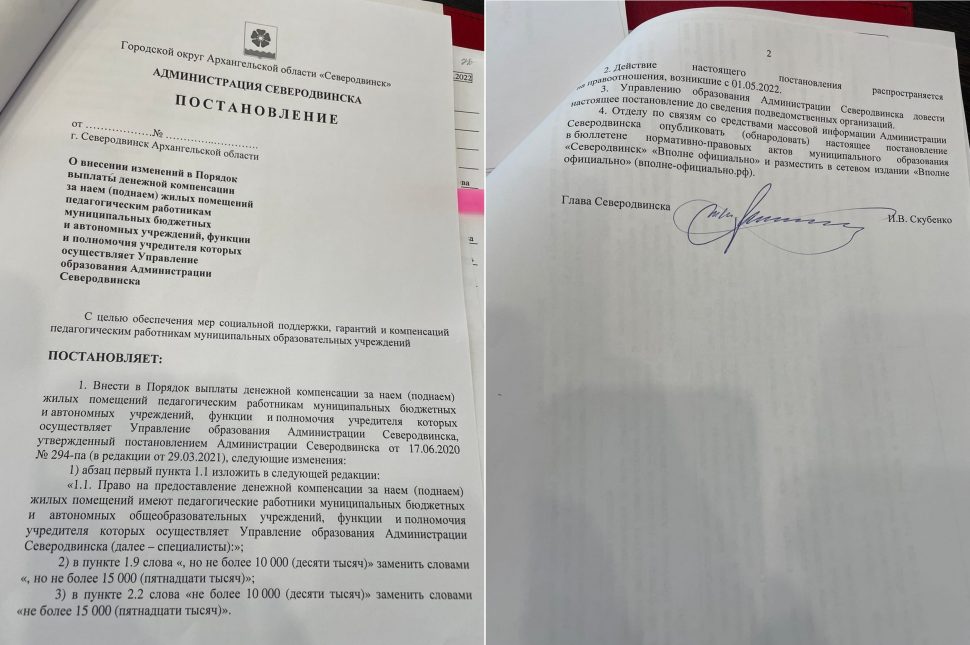 Городской округ Архангельской области «Северодвинск»
АДМИНИСТРАЦИЯ СЕВЕРОДВИНСКА
ПОСТАНОВЛЕНИЕ
от ………………..№ …..…………………
г. Северодвинск Архангельской области
О внесении изменений в Порядок
выплаты денежной компенсации
за наем (поднаем) жилых помещений
педагогическим работникам
муниципальных бюджетных
и автономных учреждений, функции
и полномочия учредителя которых
осуществляет Управление
образования Администрации
Северодвинска
С целью обеспечения мер социальной поддержки, гарантий и компенсаций
педагогическим работникам муниципальных образовательных учреждений
ПОСТАНОВЛЯЕТ:
1. Внести в Порядок выплаты денежной компенсации за наем (поднаем)
жилых помещений педагогическим работникам муниципальных бюджетных
и автономных учреждений, функции и полномочия учредителя которых
осуществляет Управление образования Администрации Северодвинска,
утвержденный постановлением Администрации Северодвинска от 17.06.2020
№ 294-па (в редакции от 29.03.2021), следующие изменения:
1) абзац первый пункта 1.1 изложить в следующей редакции:
«1.1. Право на предоставление денежной компенсации за наем (поднаем)
жилых помещений имеют педагогические работники муниципальных бюджетных
и автономных общеобразовательных учреждений, функции и полномочия
учредителя которых осуществляет Управление образования Администрации
Северодвинска (далее – специалисты):»;
2) в пункте 1.9 слова «, но не более 10 000 (десяти тысяч)» заменить словами
«, но не более 15 000 (пятнадцати тысяч)»;
3) в пункте 2.2 слова «не более 10 000 (десяти тысяч)» заменить словами
«не более 15 000 (пятнадцати тысяч)».
.2022
ва
а
2
2. Действие настоящего постановления распространяется
на правоотношения, возникшие с 01.05.2022.
3. Управлению образования Администрации Северодвинска довести
настоящее постановление до сведения подведомственных организаций.
4. Отделу по связям со средствами массовой информации Администрации
Северодвинска опубликовать (обнародовать) настоящее постановление
в бюллетене нормативно-правовых актов муниципального образования
«Северодвинск» «Вполне официально» и разместить в сетевом издании «Вполне
официально» (вполне-официально.рф).
Глава Северодвинска
И.В. Скубенко